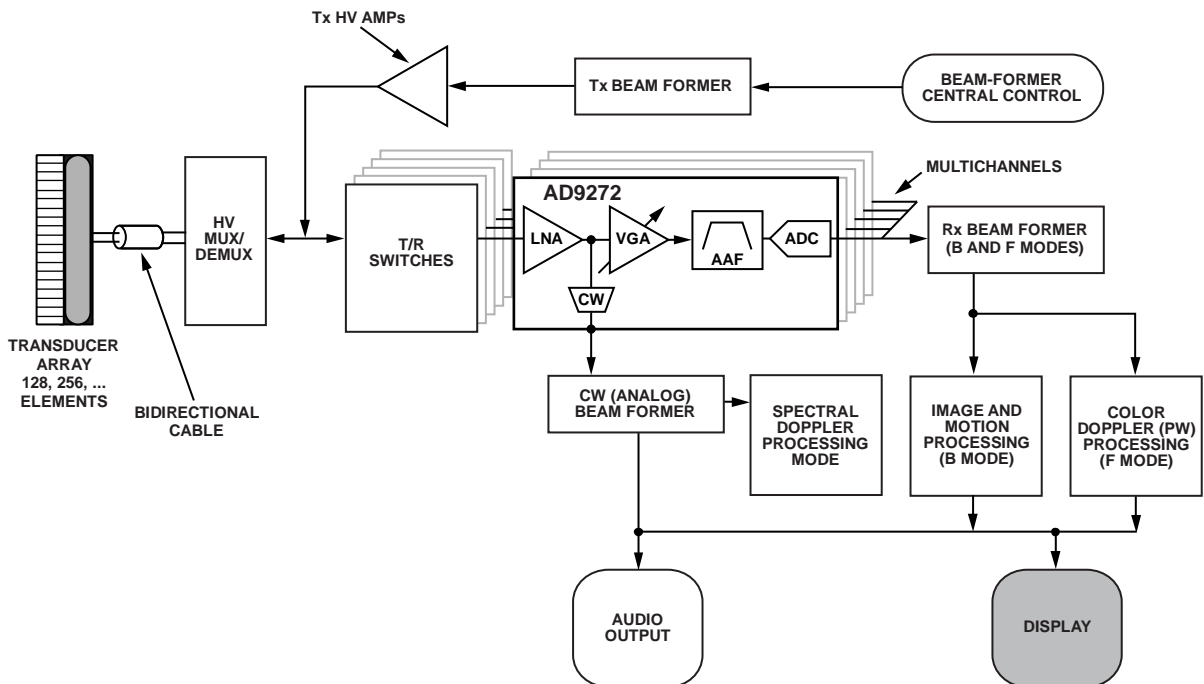 Tx HV AMPs
Tx BEAM FORMER
BEAM-FORMER
CENTRAL CONTROL
MULTICHANNELS
AD9272
HV
MUX/
DEMUX
T/R
SWITCHES
LNA
VGA
AAF
ADC
CW
Rx BEAM FORMER
(B AND F MODES)
TRANSDUCER
ARRAY
128, 256, ...
ELEMENTS
BIDIRECTIONAL
CABLE
CW (ANALOG)
BEAM FORMER
SPECTRAL
DOPPLER
PROCESSING
MODE
IMAGE AND
MOTION
PROCESSING
(B MODE)
COLOR
DOPPLER (PW)
PROCESSING
(F MODE)
AUDIO
OUTPUT
DISPLAY